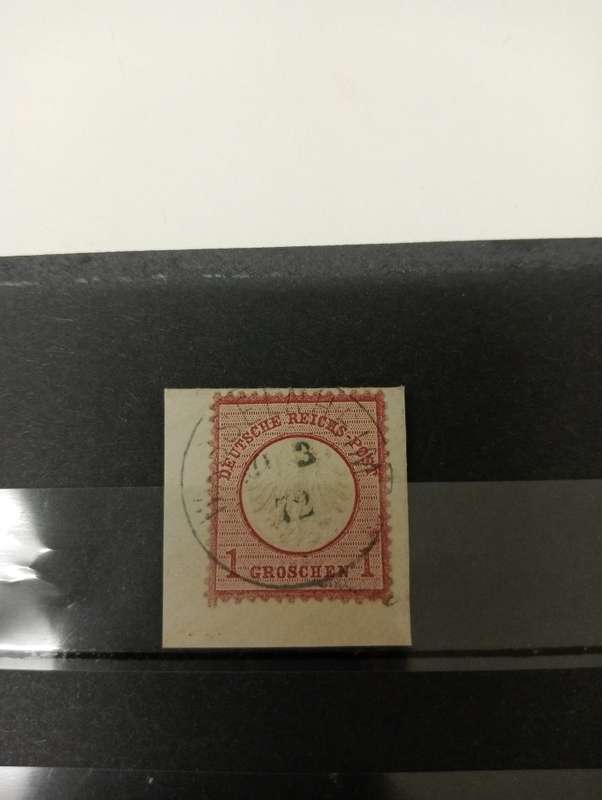 DEUTSCHE REICHS-POST
3
72
1 GROSCHEN 1